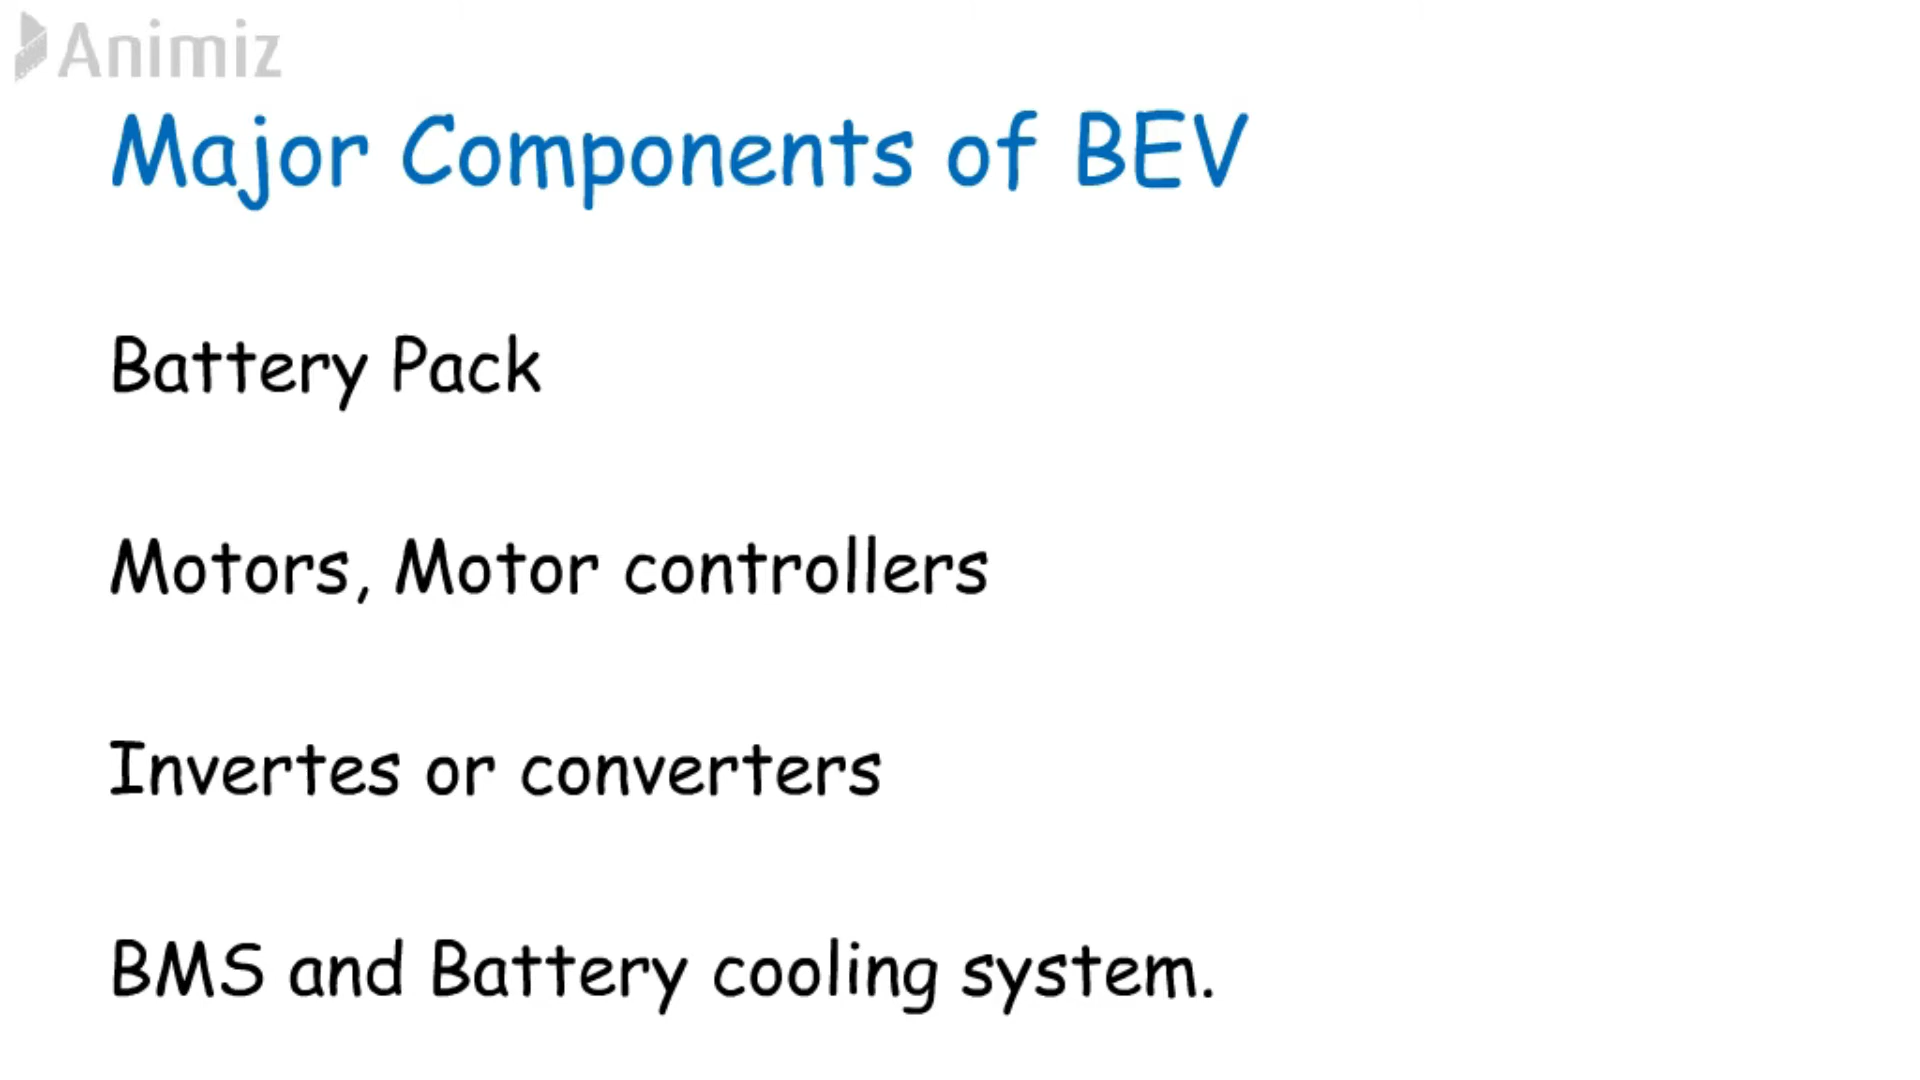 Animiz
Major Components of BEV
Battery Pack
Motors, Motor controllers
Invertes or converters
BMS and Battery cooling system.